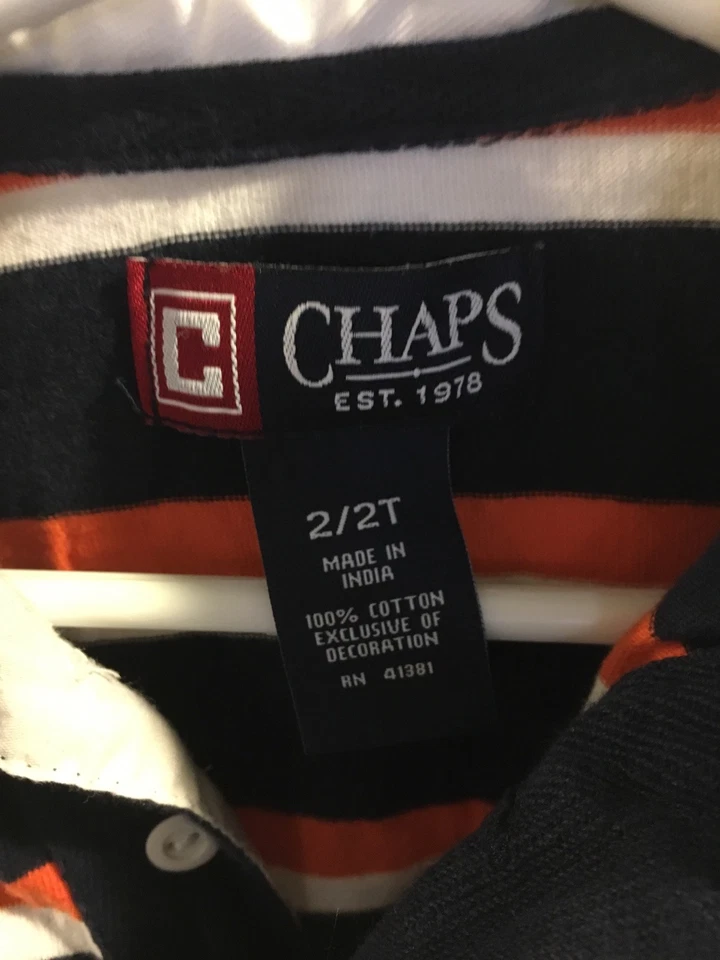 C CHAPS
EST. 1978
2/2T
MADE IN
INDIA
100% COTTON
EXCLUSIVE OF
DECORATION
RN 41381